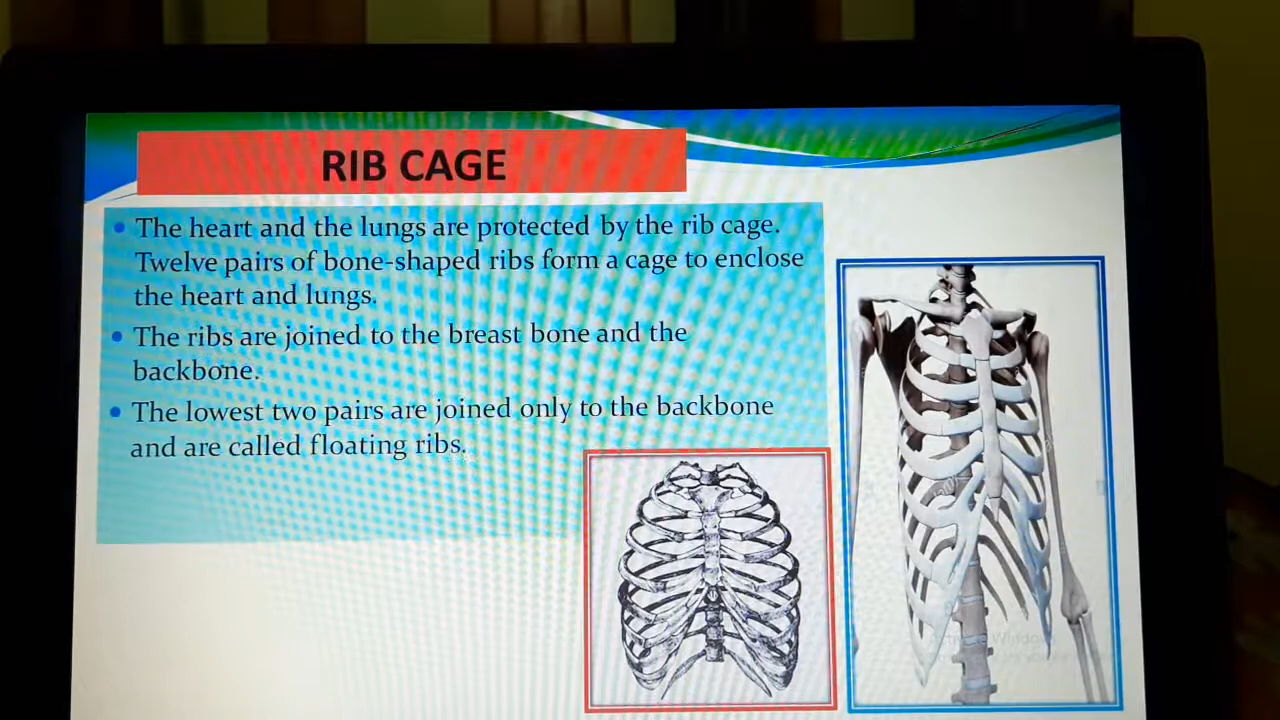 RIB CAGE
The heart and the lungs are protected by the rib cage.
Twelve pairs of bone-shaped ribs form a cage to enclose
the heart and lungs.
The ribs are joined to the breast bone and the
backbone.
The lowest two pairs are joined only to the backbone
and are called floating ribs.